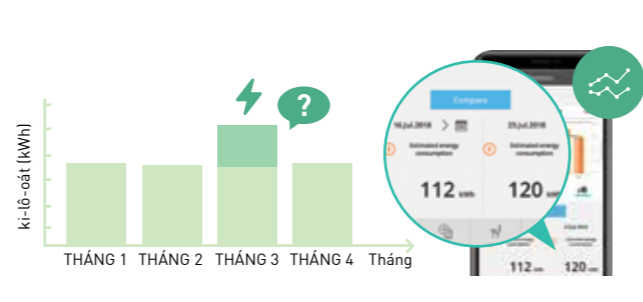 ?
ki-lô-oát (kWh)
THÁNG 1 THÁNG 2 THÁNG 3 THÁNG 4 Tháng
Compare
16.Jul.2018 > 25.Jul.2018
Estimated energy consumption Estimated energy consumption
112 kWh 120
112 120